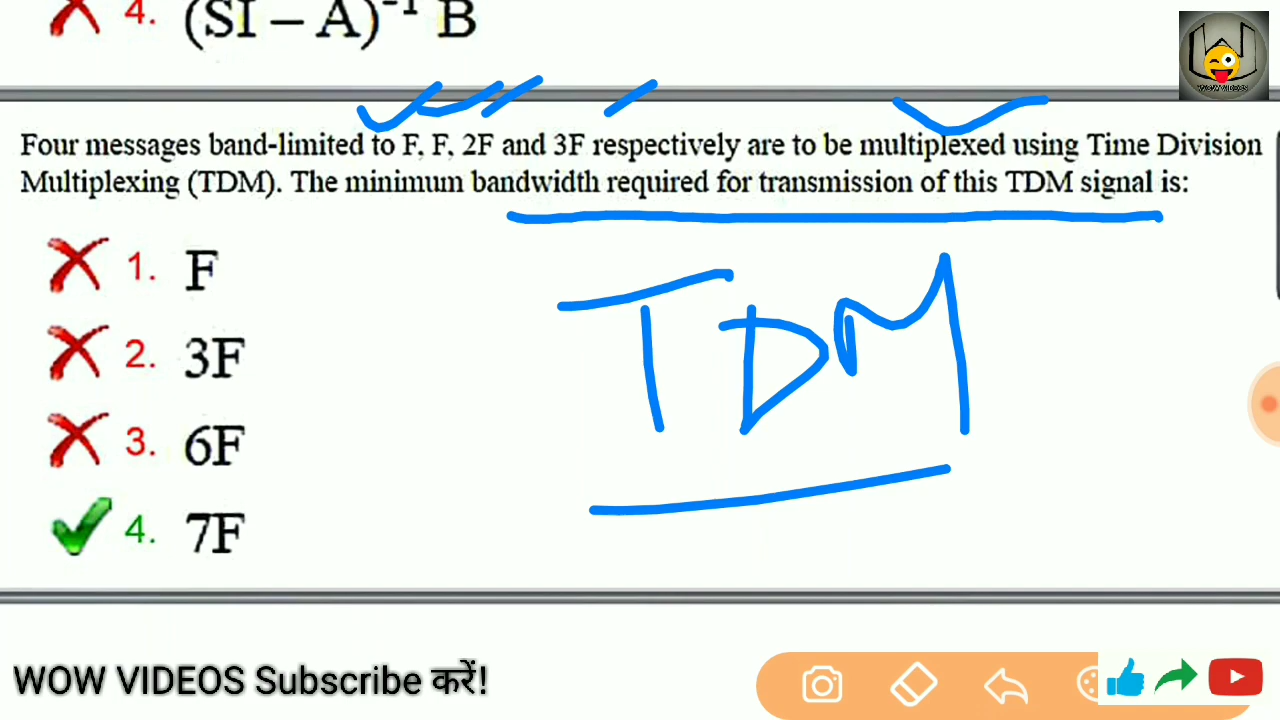 4. (SI – A)⁻¹ B
WOW VIDEOS
Four messages band-limited to F, F, 2F and 3F respectively are to be multiplexed using Time Division
Multiplexing (TDM). The minimum bandwidth required for transmission of this TDM signal is:
TDM
1. F
2. 3F
3. 6F
4. 7F
WOW VIDEOS Subscribe करें!